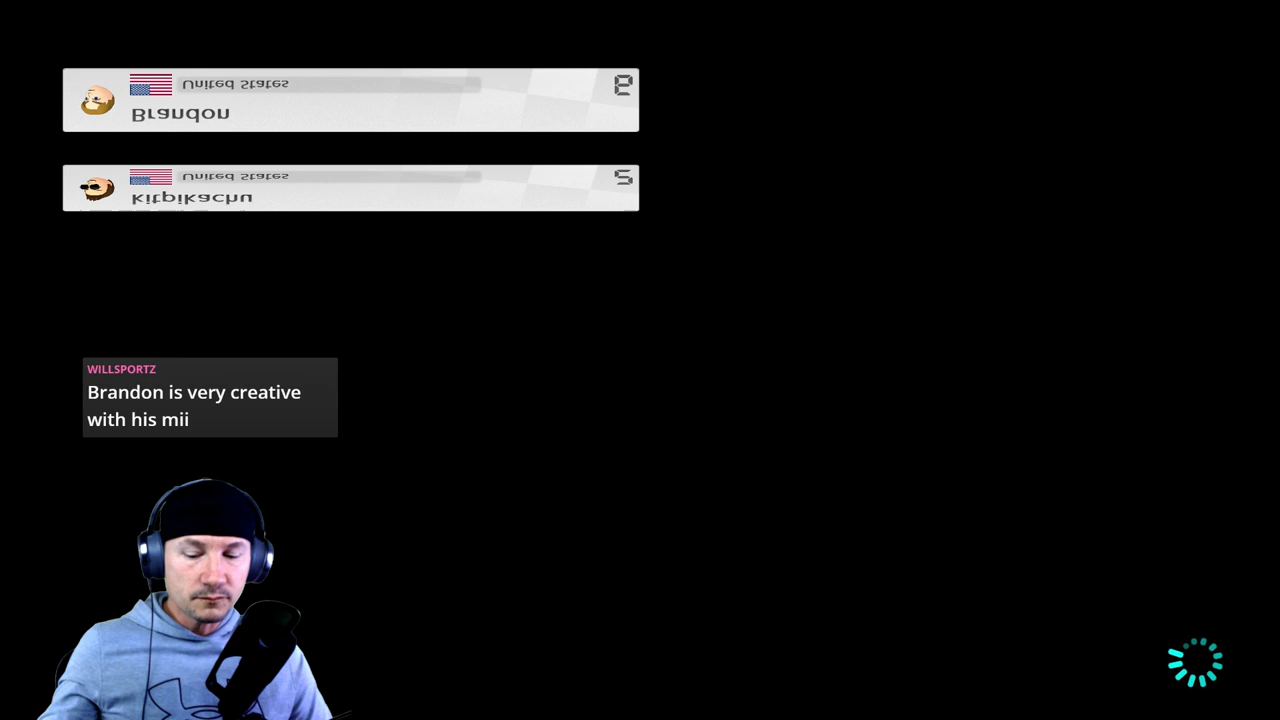 United States
Brandon
United States
Kitpikachu
WILLSPORTZ
Brandon is very creative
with his mii